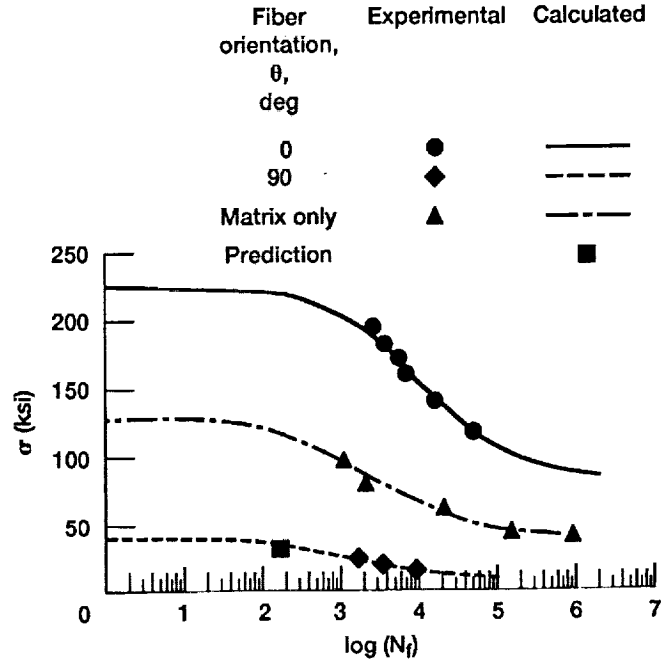 Fiber Experimental Calculated
orientation,
θ,
deg
0
90
Matrix only
Prediction
250
200
150
100
50
0 1 2 3 4 5 6 7
σ (ksi)
log (Nf)